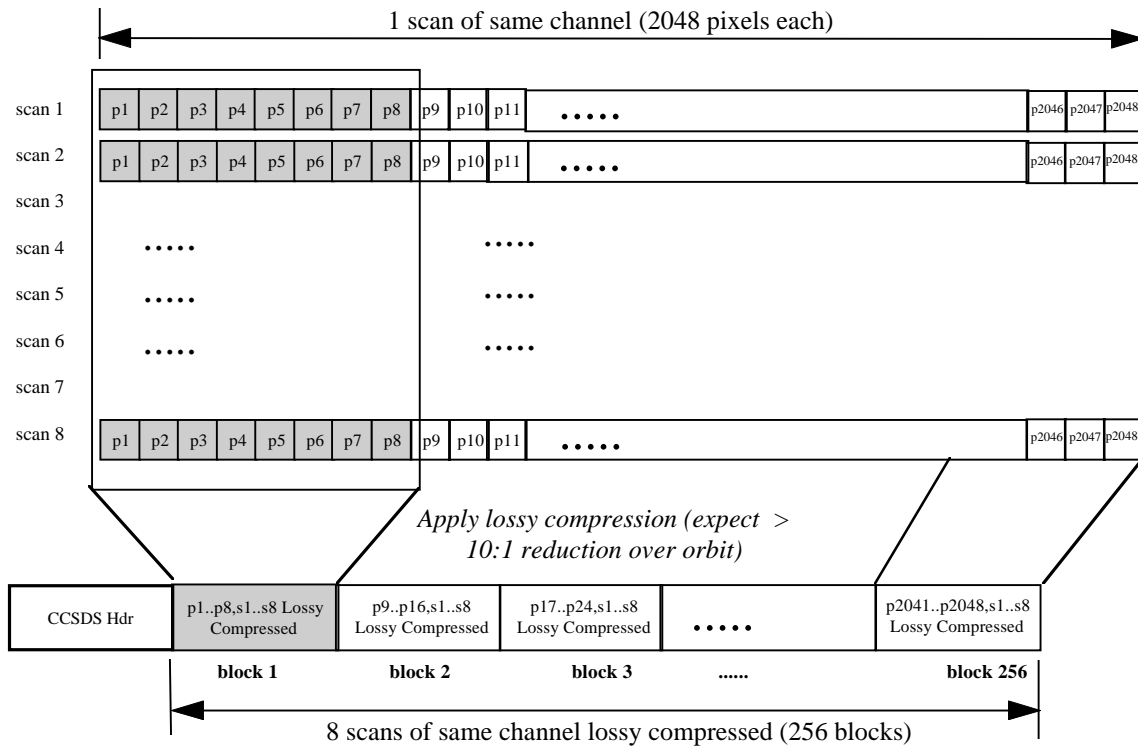 1 scan of same channel (2048 pixels each)
scan 1 p1 p2 p3 p4 p5 p6 p7 p8 p9 p10 p11 ..... p2046 p2047 p2048
scan 2 p1 p2 p3 p4 p5 p6 p7 p8 p9 p10 p11 ..... p2046 p2047 p2048
scan 3
scan 4 ..... .....
scan 5 ..... .....
scan 6 ..... .....
scan 7
scan 8 p1 p2 p3 p4 p5 p6 p7 p8 p9 p10 p11 ..... p2046 p2047 p2048
Apply lossy compression (expect >
10:1 reduction over orbit)
CCSDS Hdr
p1..p8,s1..s8 Lossy
Compressed
p9..p16,s1..s8
Lossy Compressed
p17..p24,s1..s8
Lossy Compressed
.....
p2041..p2048,s1..s8
Lossy Compressed
block 1 block 2 block 3 ...... block 256
8 scans of same channel lossy compressed (256 blocks)